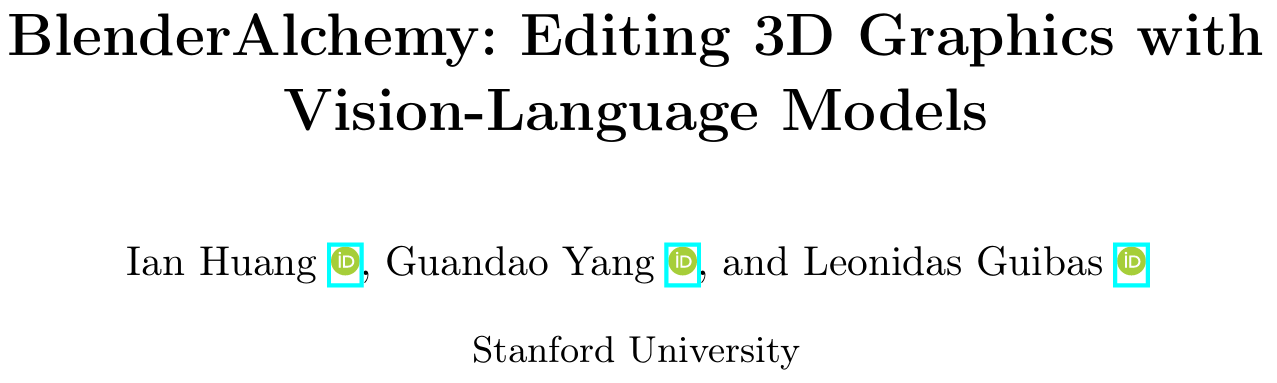 BlenderAlchemy: Editing 3D Graphics with
Vision-Language Models
Ian Huang iD, Guandao Yang iD, and Leonidas Guibas iD
Stanford University